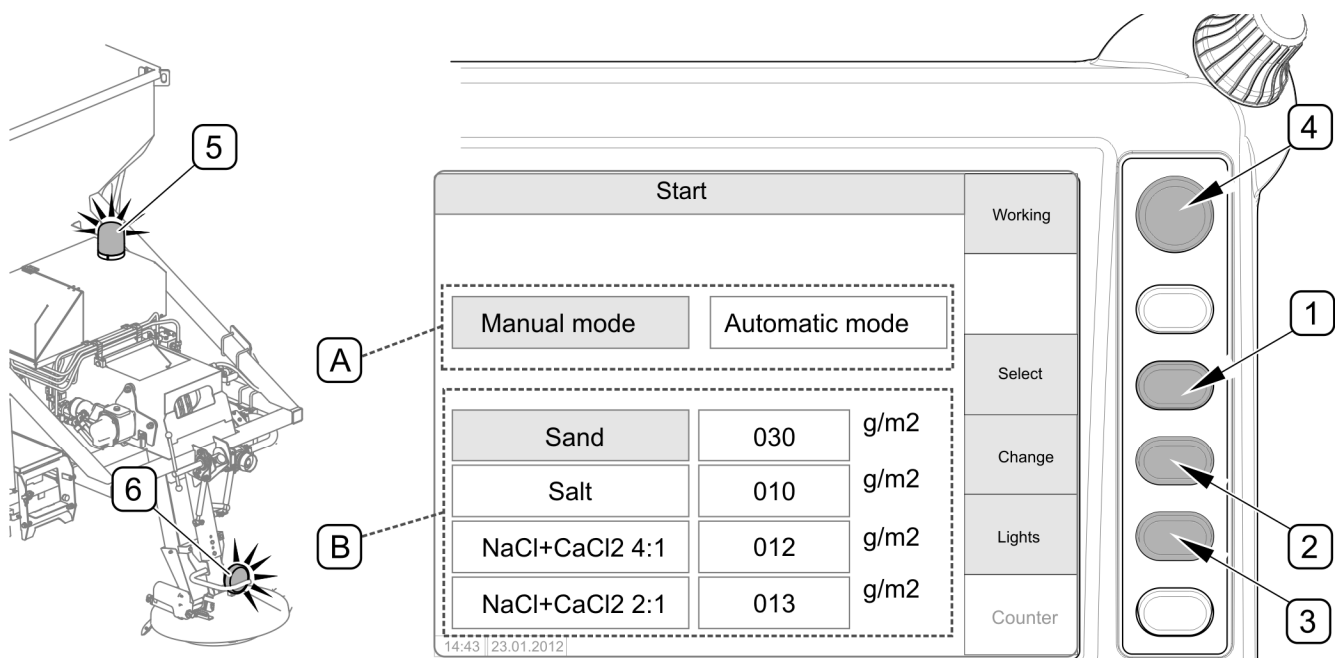 5
4
Start
Working
1
Manual mode
Automatic mode
A
Select
Sand
030
g/m2
Change
6
Salt
010
g/m2
B
NaCl+CaCl2 4:1
012
g/m2
Lights
2
NaCl+CaCl2 2:1
013
g/m2
Counter
3
14:43
23.01.2012